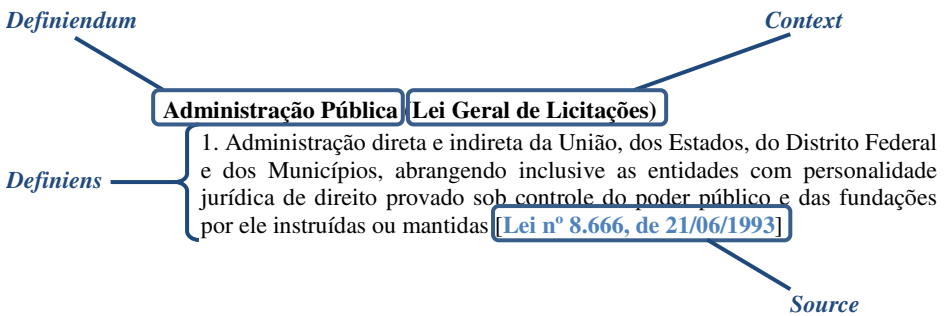 Definiendum
Context
Administração Pública (Lei Geral de Licitações)
1. Administração direta e indireta da União, dos Estados, do Distrito Federal
Definiens
e dos Municípios, abrangendo inclusive as entidades com personalidade
jurídica de direito provado sob controle do poder público e das fundações
por ele instruídas ou mantidas [Lei nº 8.666, de 21/06/1993]
Source